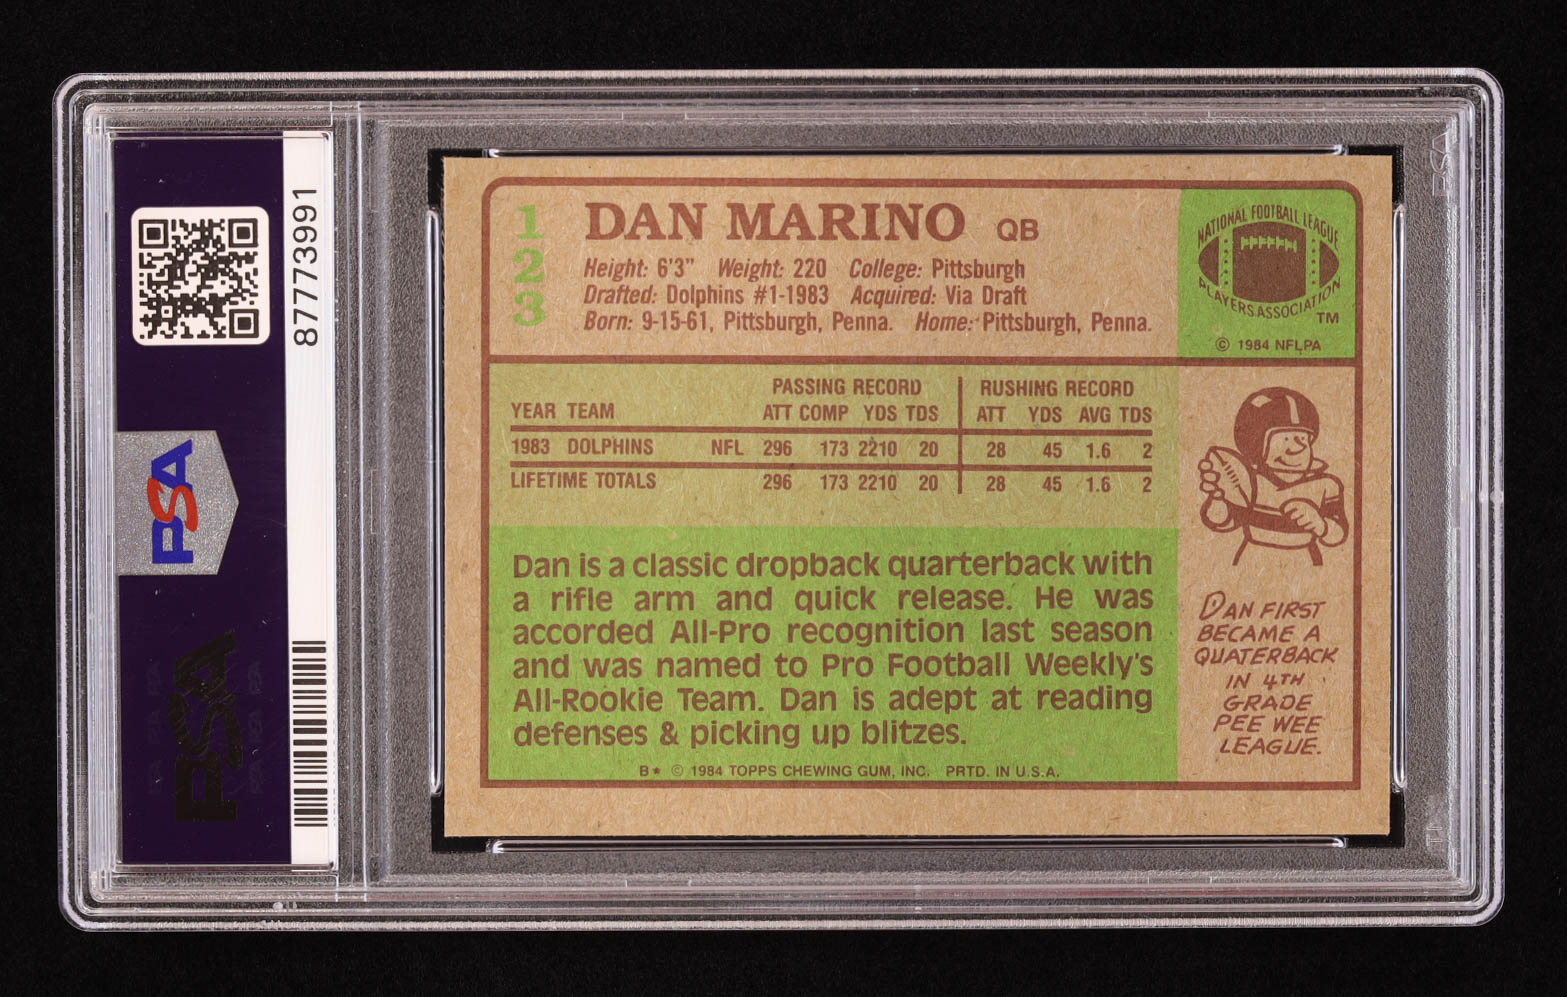 87773991
PSA
PSA
1
2
3
DAN MARINO QB
Height: 6'3" Weight: 220 College: Pittsburgh
Drafted: Dolphins #1-1983 Acquired: Via Draft
Born: 9-15-61, Pittsburgh, Penna. Home: Pittsburgh, Penna.
NATIONAL FOOTBALL LEAGUE
PLAYERS ASSOCIATION
TM
© 1984 NFLPA
PASSING RECORD RUSHING RECORD
YEAR TEAM ATT COMP YDS TDS ATT YDS AVG TDS
1983 DOLPHINS NFL 296 173 2210 20 28 45 1.6 2
LIFETIME TOTALS 296 173 2210 20 28 45 1.6 2
Dan is a classic dropback quarterback with
a rifle arm and quick release. He was
accorded All-Pro recognition last season
and was named to Pro Football Weekly's
All-Rookie Team. Dan is adept at reading
defenses & picking up blitzes.
B* © 1984 TOPPS CHEWING GUM, INC. PRTD. IN U.S.A.
DAN FIRST
BECAME A
QUATERBACK
IN 4TH
GRADE
PEE WEE
LEAGUE.
PSA